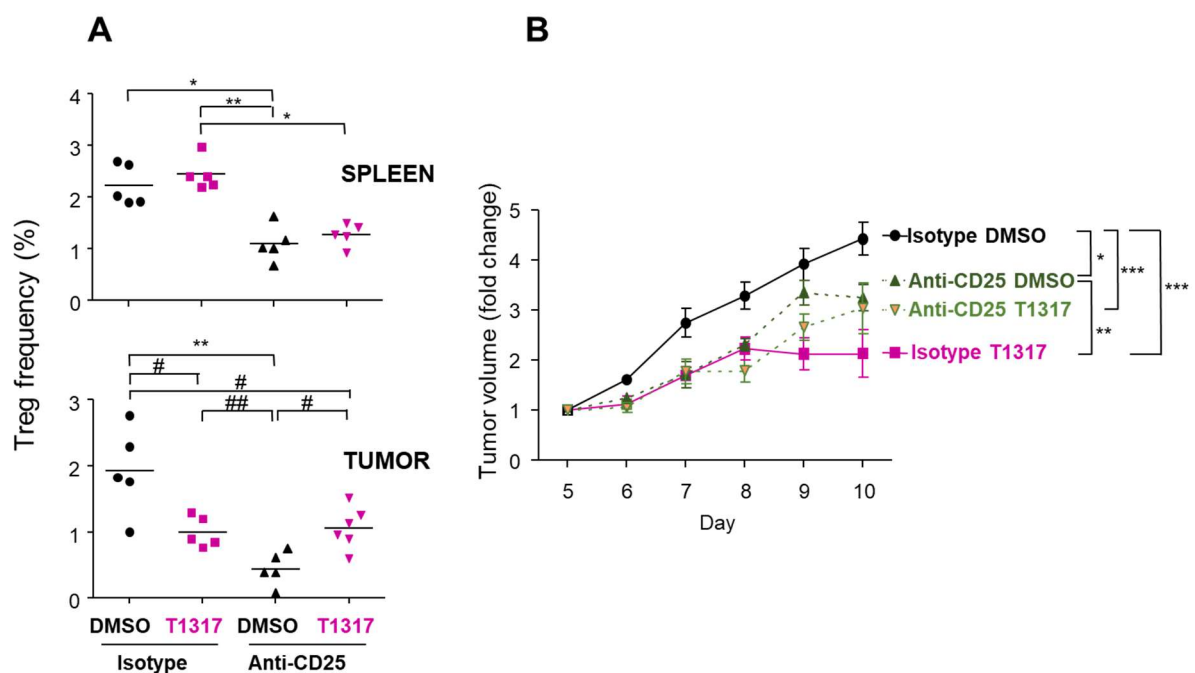 A
B
Treg frequency (%)
*
**
*
4
3
2
1
0
SPLEEN
**
#
#
##
#
3
2
1
0
TUMOR
DMSO T1317 DMSO T1317
Isotype Anti-CD25
Tumor volume (fold change)
5
4
3
2
1
0
5 6 7 8 9 10
Day
Isotype DMSO
Anti-CD25 DMSO
Anti-CD25 T1317
Isotype T1317
*
***
***
**